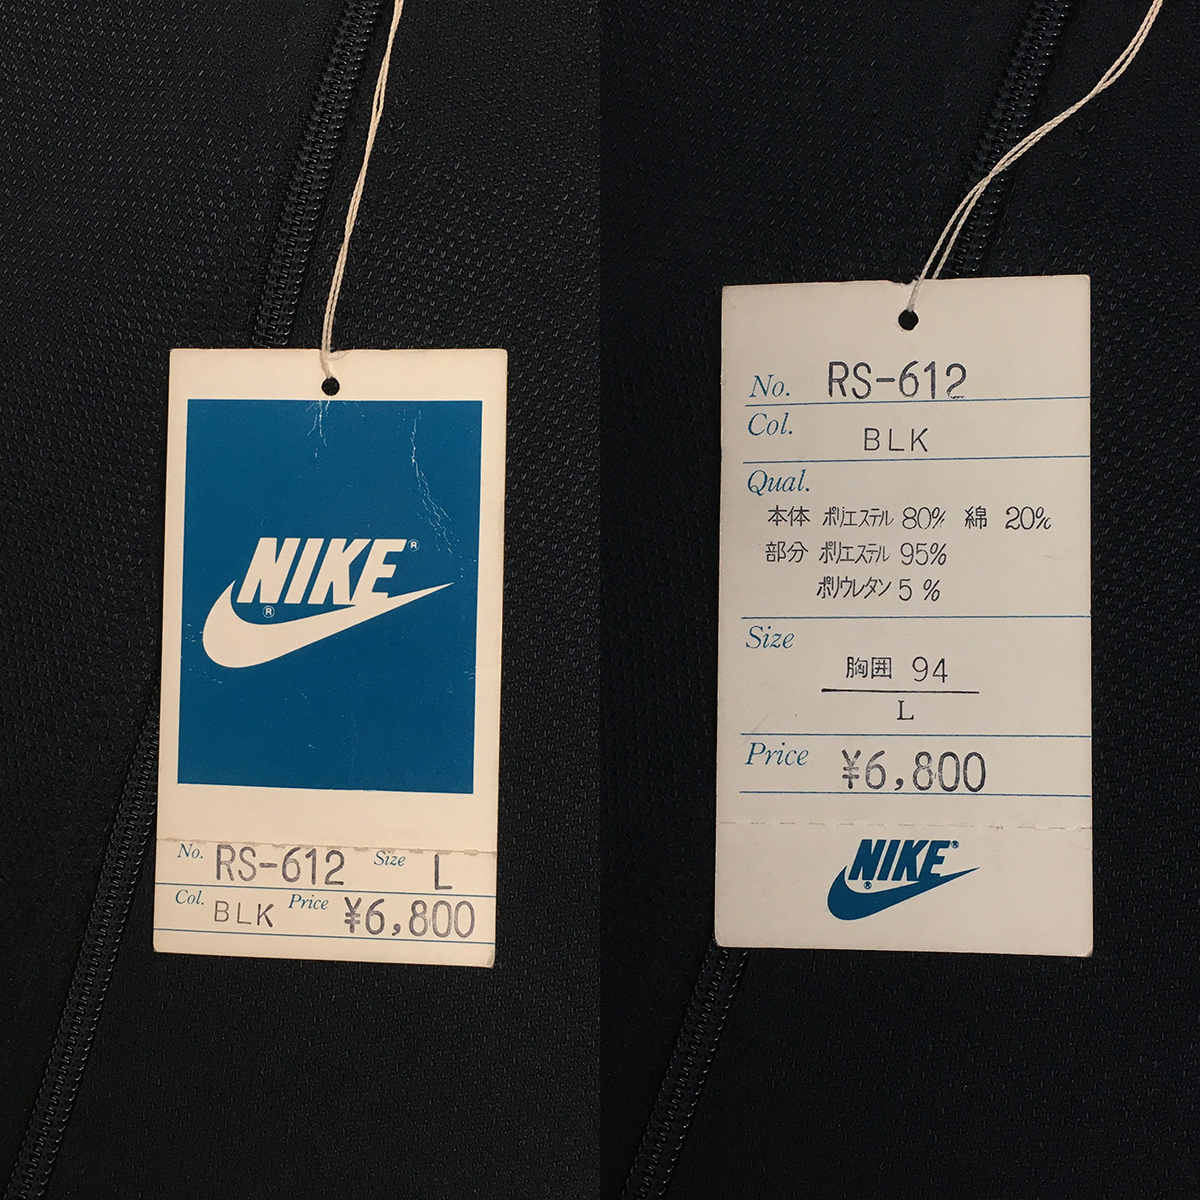 NIKE®
®
No. RS-612 Size L
Col. BLK Price ¥6,800
No. RS-612
Col. BLK
Qual.
本体 ポリエステル 80% 綿 20%
部分 ポリエステル 95%
ポリウレタン 5 %
Size
胸囲 94
L
Price ¥6,800
NIKE®
®